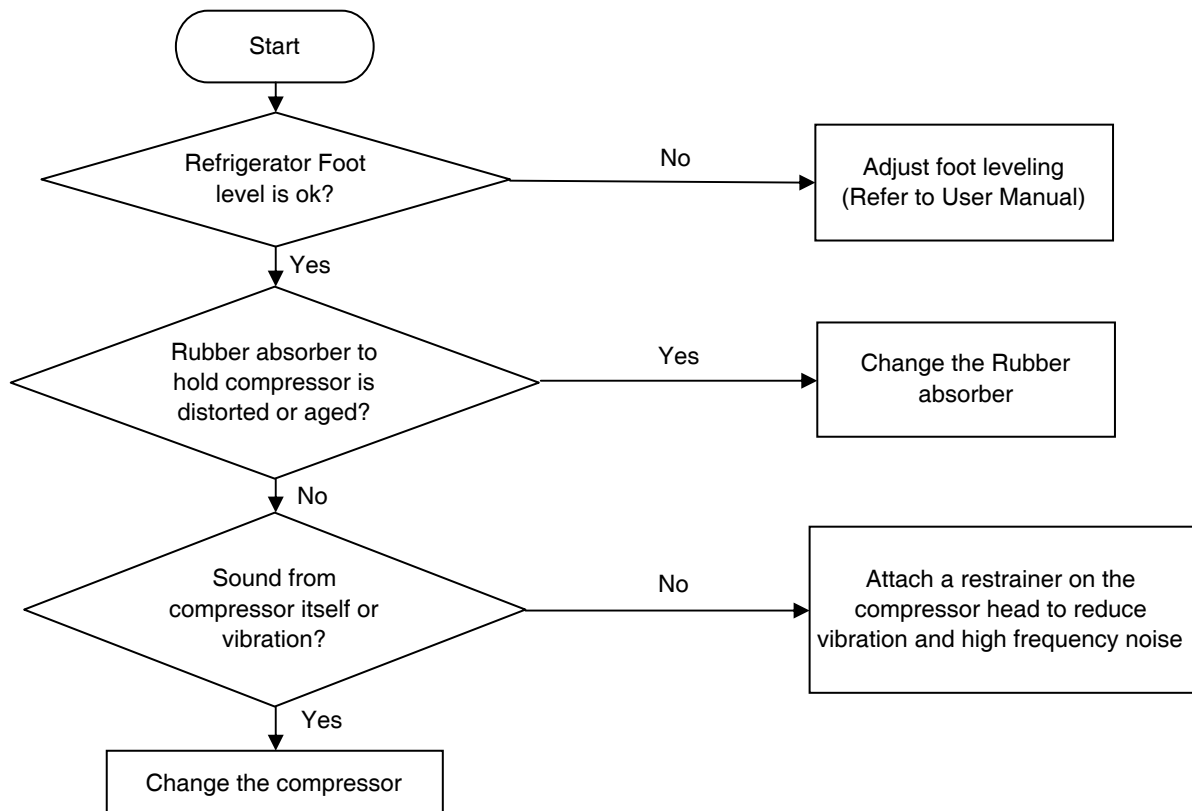 Start
Refrigerator Foot
level is ok?
No
Adjust foot leveling
(Refer to User Manual)
Yes
Rubber absorber to
hold compressor is
distorted or aged?
Yes
Change the Rubber
absorber
No
Sound from
compressor itself or
vibration?
No
Attach a restrainer on the
compressor head to reduce
vibration and high frequency noise
Yes
Change the compressor